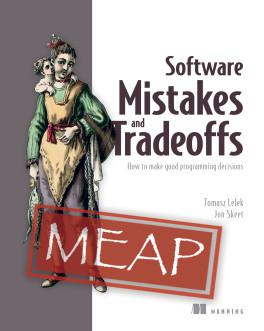 Software
Mistakes
and
Tradeoffs
How to make good programming decisions
Tomasz Lelek
Jon Skeet
MEAP
MANNING